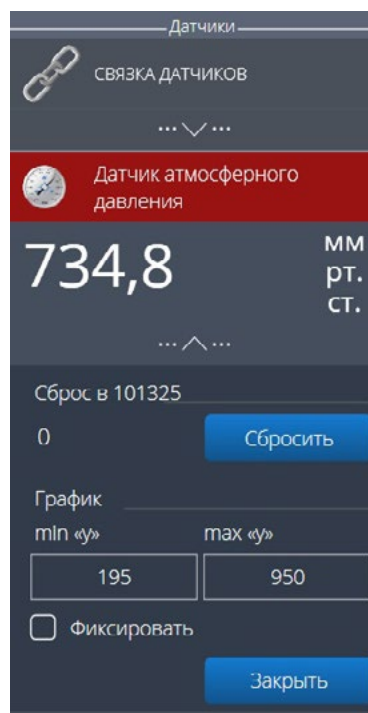 Датчики
СВЯЗКА ДАТЧИКОВ
Датчик атмосферного
давления
734,8
мм
рт.
ст.
Сброс в 101325
0
Сбросить
График
min «y»
max «y»
195
950
Фиксировать
Закрыть